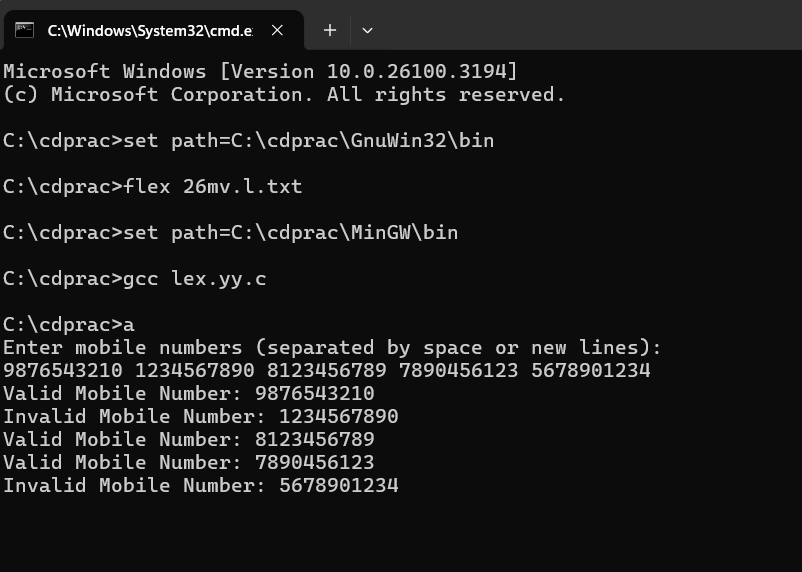 C:\Windows\System32\cmd.e
Microsoft Windows [Version 10.0.26100.3194]
(c) Microsoft Corporation. All rights reserved.
C:\cdprac>set path=C:\cdprac\GnuWin32\bin
C:\cdprac>flex 26mv.l.txt
C:\cdprac>set path=C:\cdprac\MinGW\bin
C:\cdprac>gcc lex.yy.c
C:\cdprac>a
Enter mobile numbers (separated by space or new lines):
9876543210 1234567890 8123456789 7890456123 5678901234
Valid Mobile Number: 9876543210
Invalid Mobile Number: 1234567890
Valid Mobile Number: 8123456789
Valid Mobile Number: 7890456123
Invalid Mobile Number: 5678901234